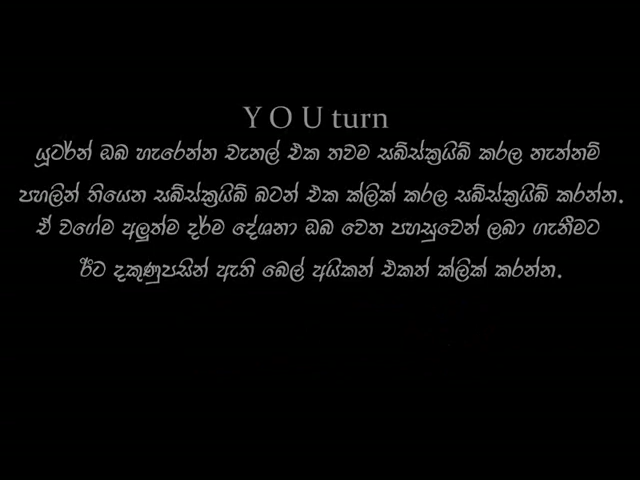 Y O U turn
යූටර්න් ඔබ හැරෙන්න චැනල් එක තවම සබ්ස්ක්‍රයිබ් කරල නැත්නම්
පහලින් තියෙන සබ්ස්ක්‍රයිබ් බටන් එක ක්ලික් කරල සබ්ස්ක්‍රයිබ් කරන්න.
ඒ වගේම අලුත්ම දර්ම දේශනා ඔබ වෙත පහසුවෙන් ලබා ගැනීමට
ඊට දකුණුපසින් ඇති බෙල් අයිකන් එකත් ක්ලික් කරන්න.